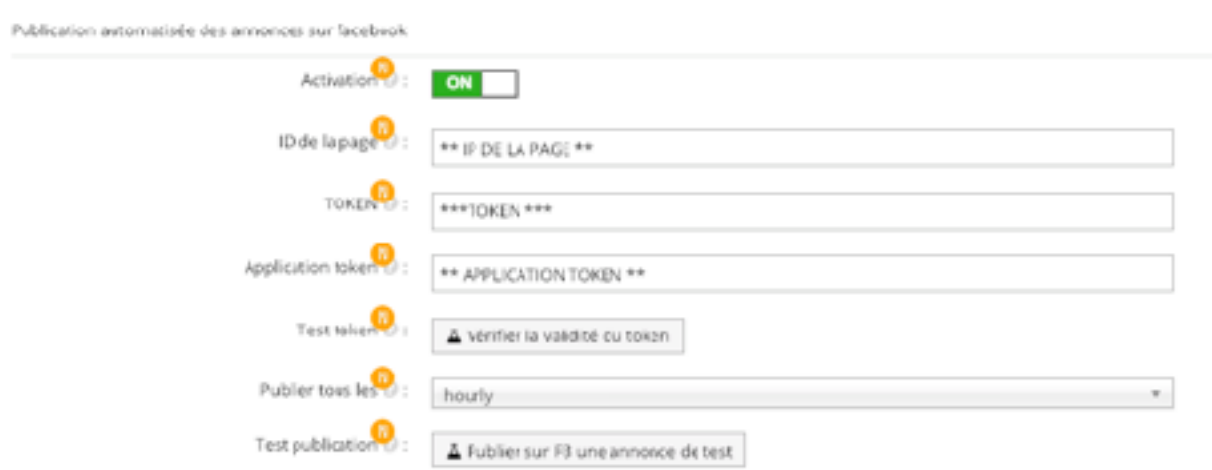 Publication automatisée des annonces sur facebook
Activation :
ON
ID de la page :
** ID DE LA PAGE **
TOKEN :
***TOKEN ***
Application token :
** APPLICATION TOKEN **
Test token :
Vérifier la validité du token
Publier tous les :
hourly
Test publication :
Publier sur FB une annonce de test